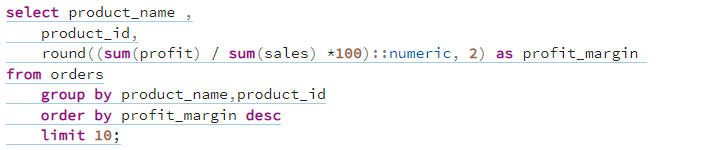 select product_name ,
product_id,
round((sum(profit) / sum(sales) *100)::numeric, 2) as profit_margin
from orders
group by product_name,product_id
order by profit_margin desc
limit 10;